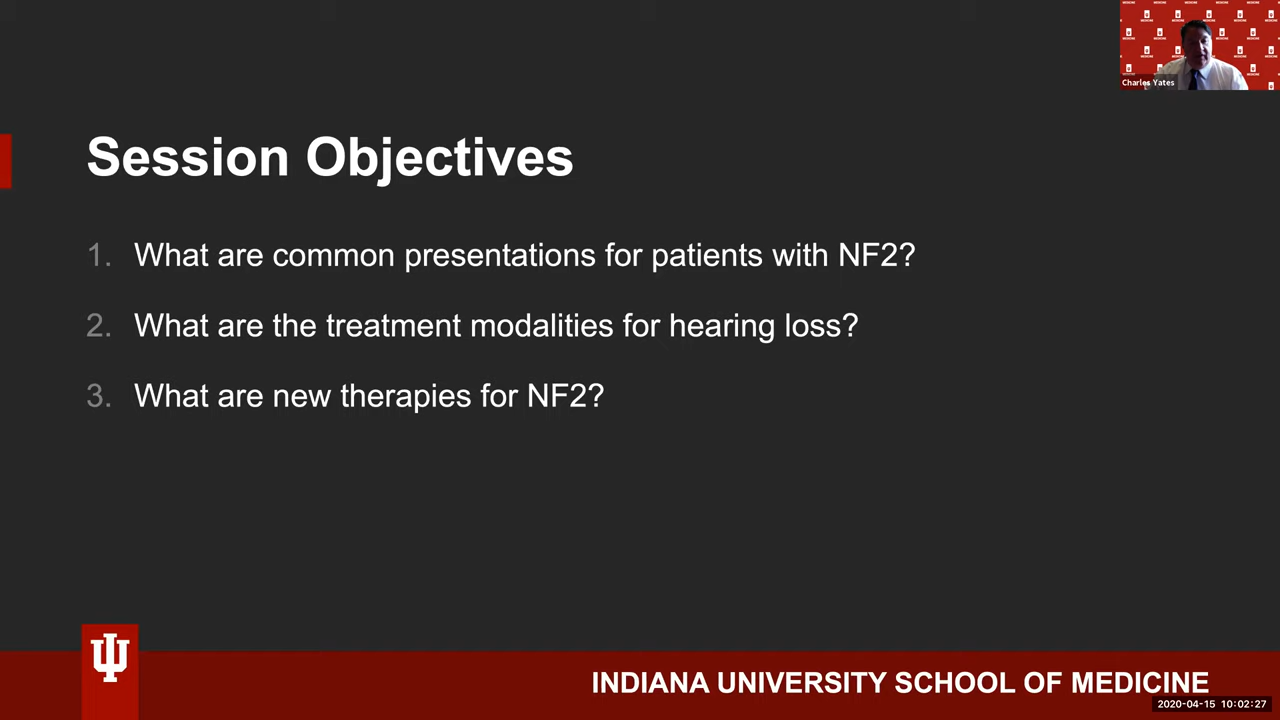 Charles Yates
Session Objectives
1. What are common presentations for patients with NF2?
2. What are the treatment modalities for hearing loss?
3. What are new therapies for NF2?
INDIANA UNIVERSITY SCHOOL OF MEDICINE
2020-04-15 10:02:27